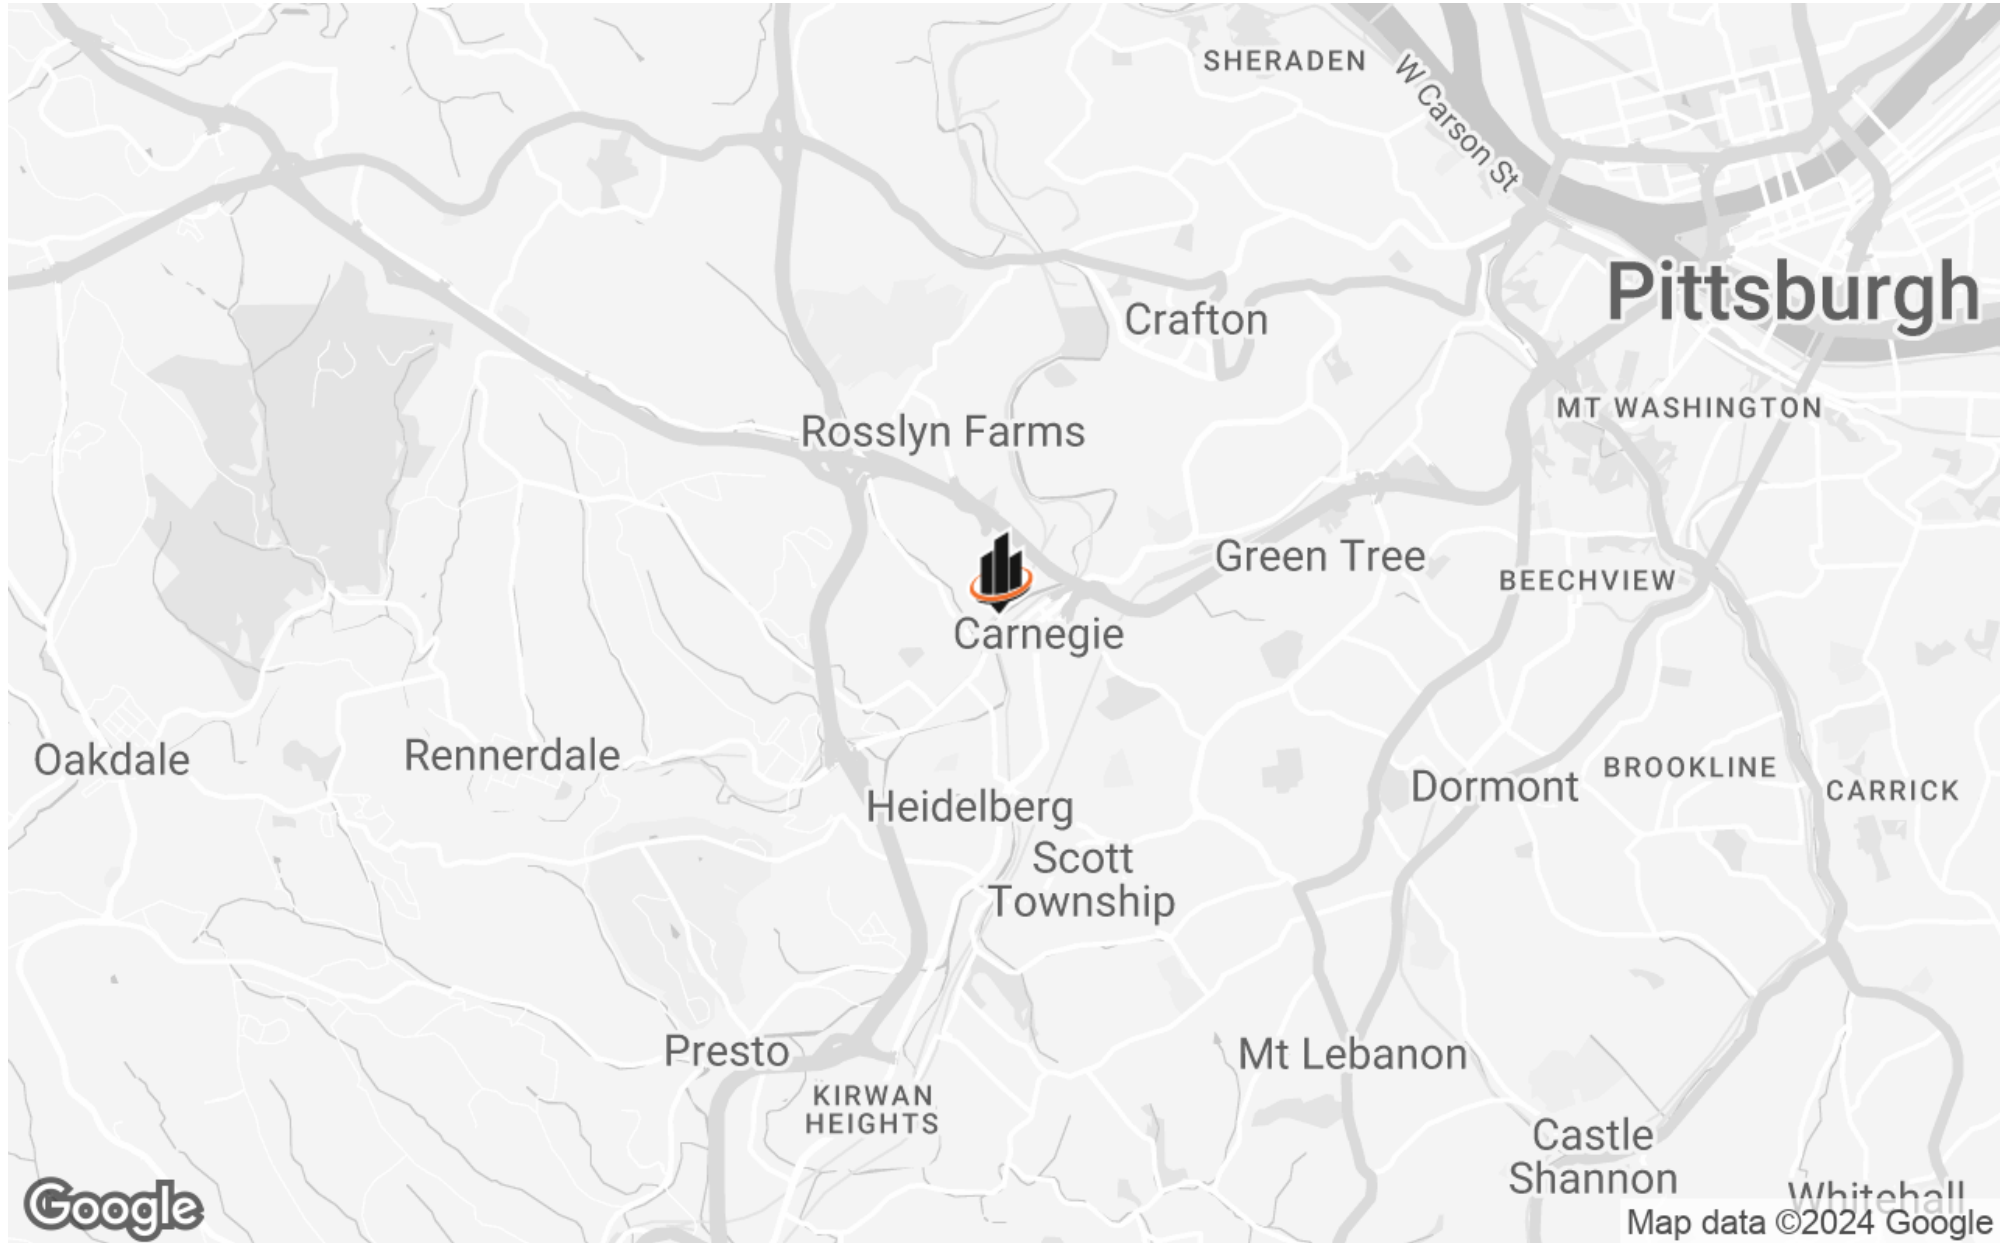 SHERADEN
W Carson St
Pittsburgh
Crafton
MT WASHINGTON
Rosslyn Farms
Green Tree
BEECHVIEW
Carnegie
Oakdale
Rennerdale
Dormont
BROOKLINE
CARRICK
Heidelberg
Scott
Township
Presto
Mt Lebanon
KIRWAN
HEIGHTS
Castle
Shannon
Whitehall
Google
Map data ©2024 Google